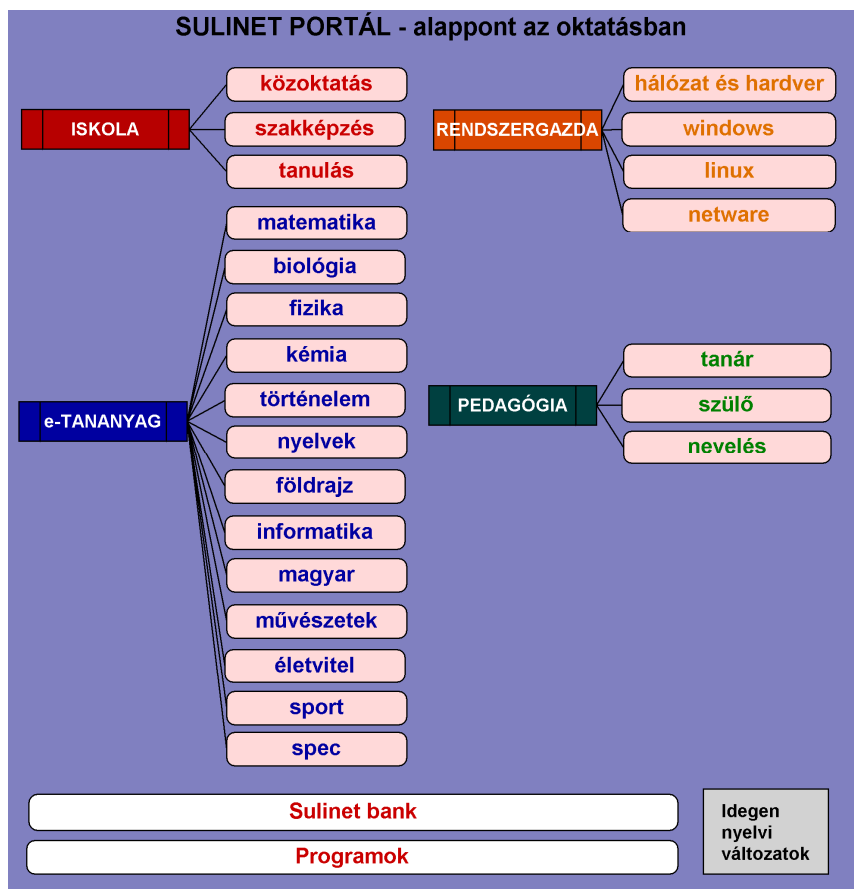 SULINET PORTÁL - alappont az oktatásban
ISKOLA
közoktatás
szakképzés
tanulás
RENDSZERGAZDA
hálózat és hardver
windows
linux
netware
e-TANANYAG
matematika
biológia
fizika
kémia
történelem
nyelvek
földrajz
informatika
magyar
művészetek
életvitel
sport
spec
PEDAGÓGIA
tanár
szülő
nevelés
Sulinet bank
Programok
Idegen
nyelvi
változatok